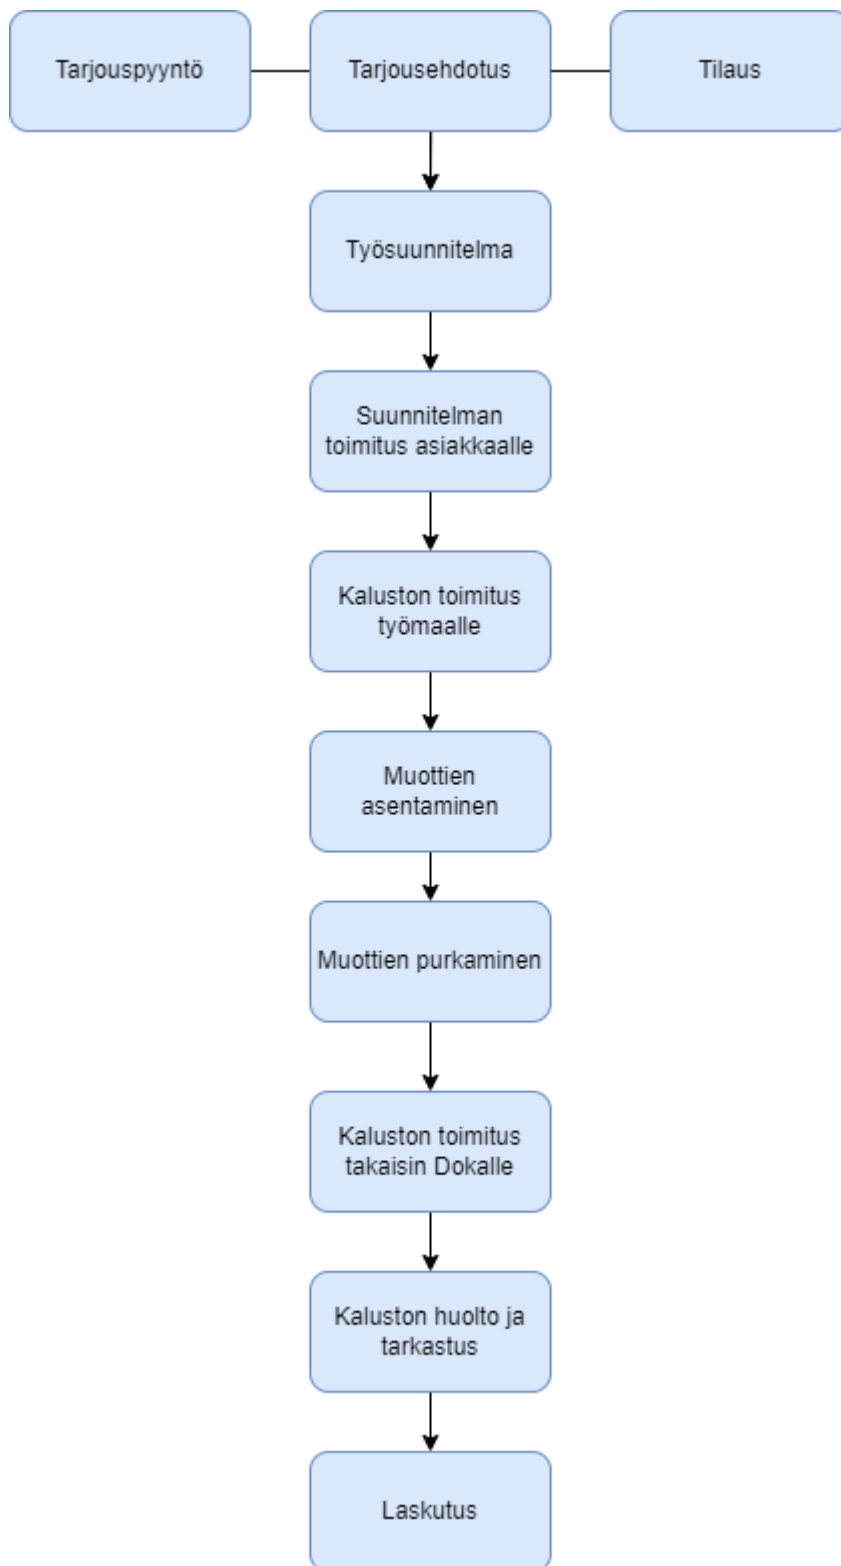 Tarjouspyyntö
Tarjousehdotus
Tilaus
Työsuunnitelma
Suunnitelman
toimitus asiakkaalle
Kaluston toimitus
työmaalle
Muottien
asentaminen
Muottien purkaminen
Kaluston toimitus
takaisin Dokalle
Kaluston huolto ja
tarkastus
Laskutus